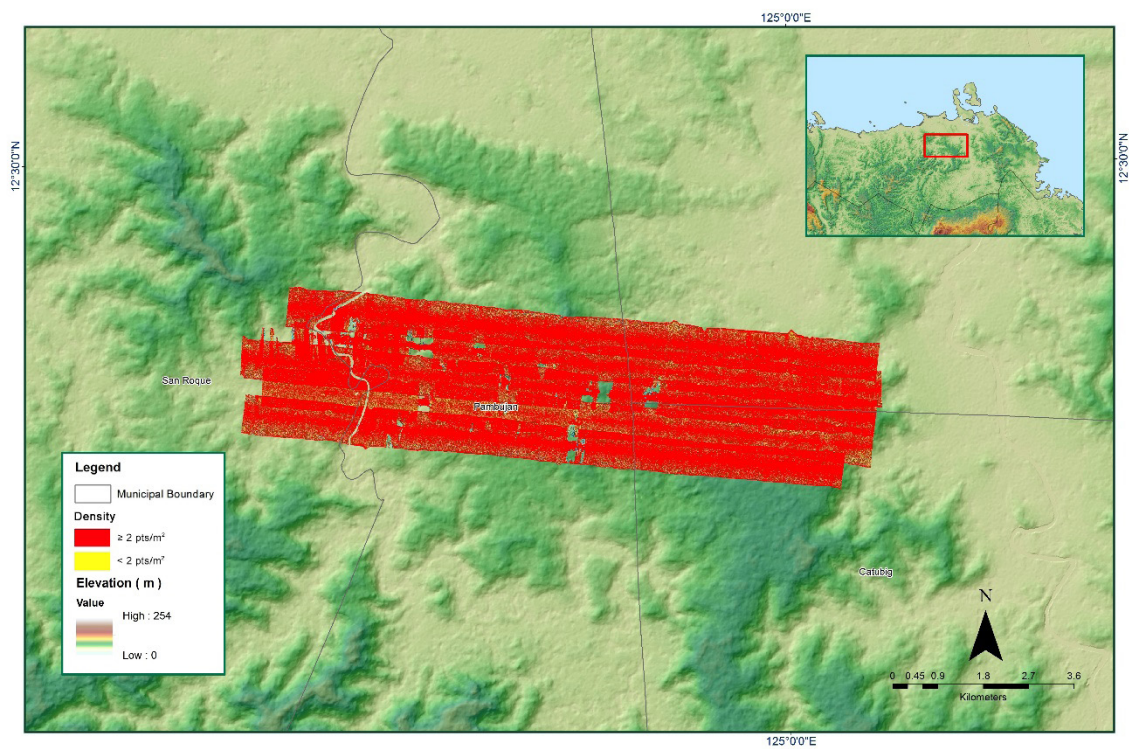 125°0'0"E
12°30'0"N
12°30'0"N
San Roque
Pambujan
Catubig
Legend
Municipal Boundary
Density
≥ 2 pts/m²
< 2 pts/m²
Elevation ( m )
Value
High : 254
Low : 0
N
0 0.45 0.9 1.8 2.7 3.6
Kilometers
125°0'0"E